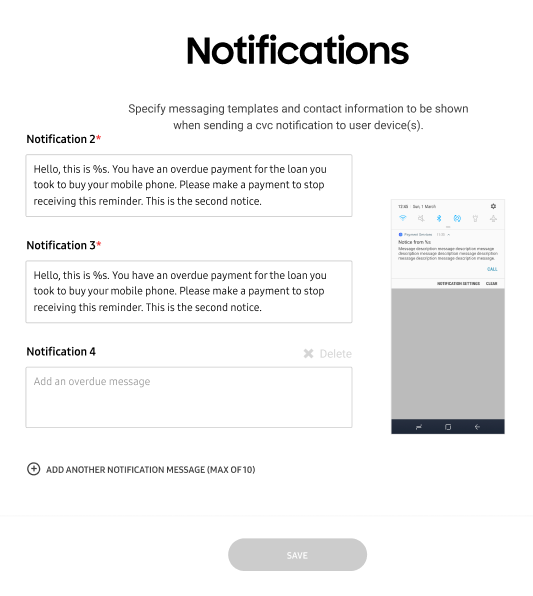 Notifications
Specify messaging templates and contact information to be shown
when sending a cvc notification to user device(s).
Notification 2*
Hello, this is %s. You have an overdue payment for the loan you
took to buy your mobile phone. Please make a payment to stop
receiving this reminder. This is the second notice.
Notification 3*
Hello, this is %s. You have an overdue payment for the loan you
took to buy your mobile phone. Please make a payment to stop
receiving this reminder. This is the second notice.
Notification 4
Delete
Add an overdue message
ADD ANOTHER NOTIFICATION MESSAGE (MAX OF 10)
12:45 Sun, 1 March
Payment Services
Notice from %s
Message description message description message
description message description message description
message description message description message
CALL
NOTIFICATION SETTINGS CLEAR
SAVE